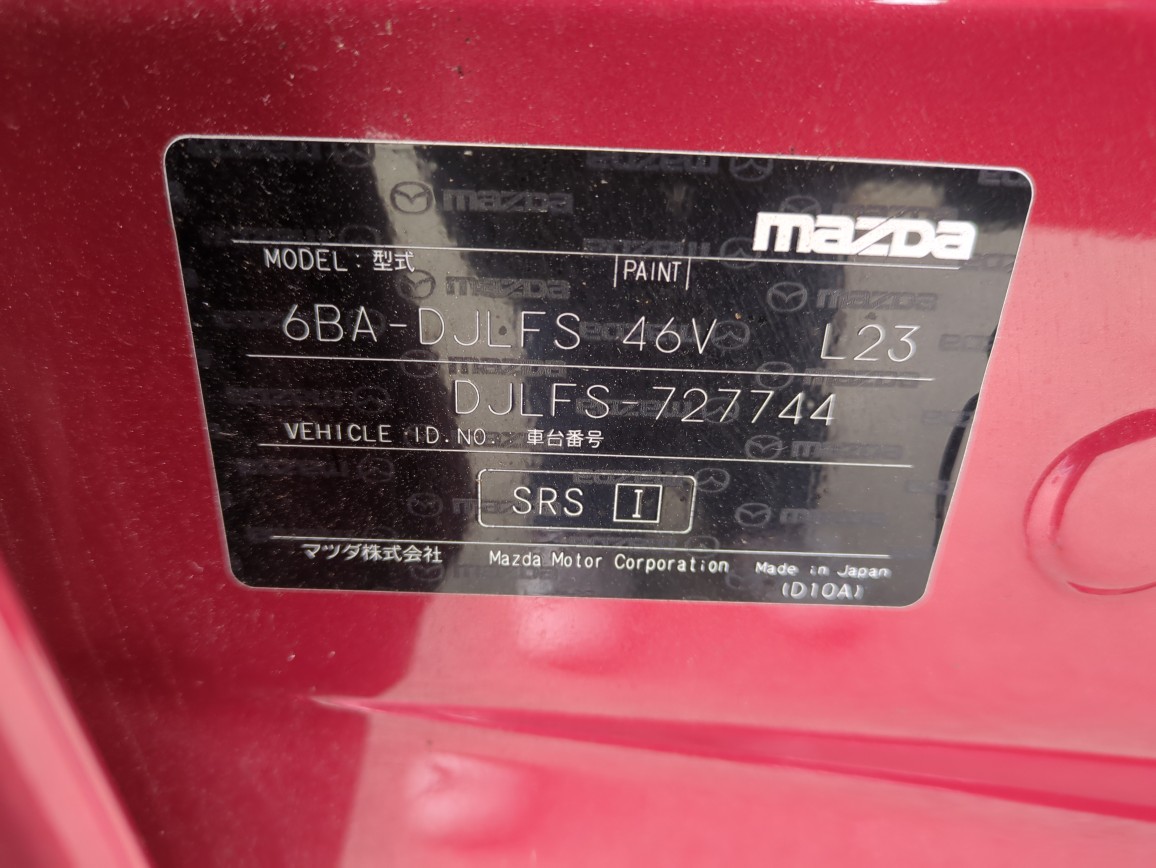 mazda
MODEL : 型式 PAINT
6BA-DJLFS 46V L23
DJLFS-727744
VEHICLE ID.NO. 車台番号
SRS I
マツダ株式会社 Mazda Motor Corporation Made in Japan
(D10A)